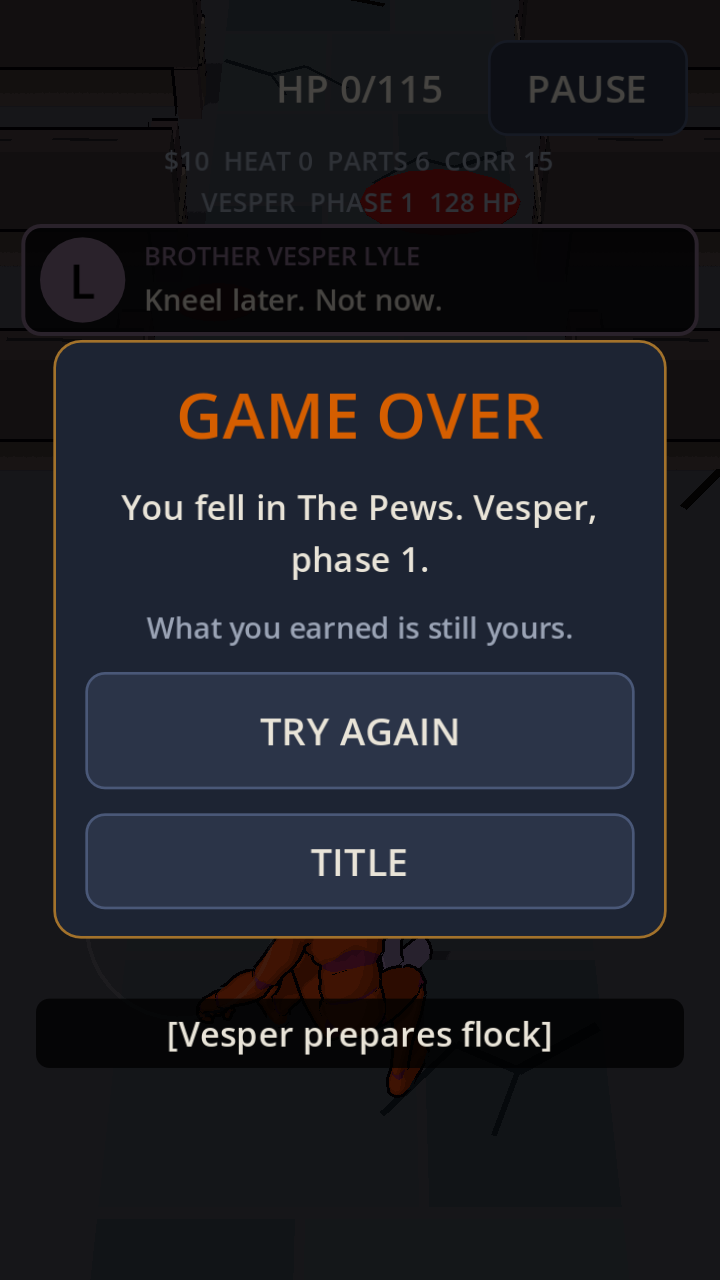 HP 0/115
PAUSE
$10 HEAT 0 PARTS 6 CORR 15
VESPER PHASE 1 128 HP
L
BROTHER VESPER LYLE
Kneel later. Not now.
GAME OVER
You fell in The Pews. Vesper,
phase 1.
What you earned is still yours.
TRY AGAIN
TITLE
[Vesper prepares flock]